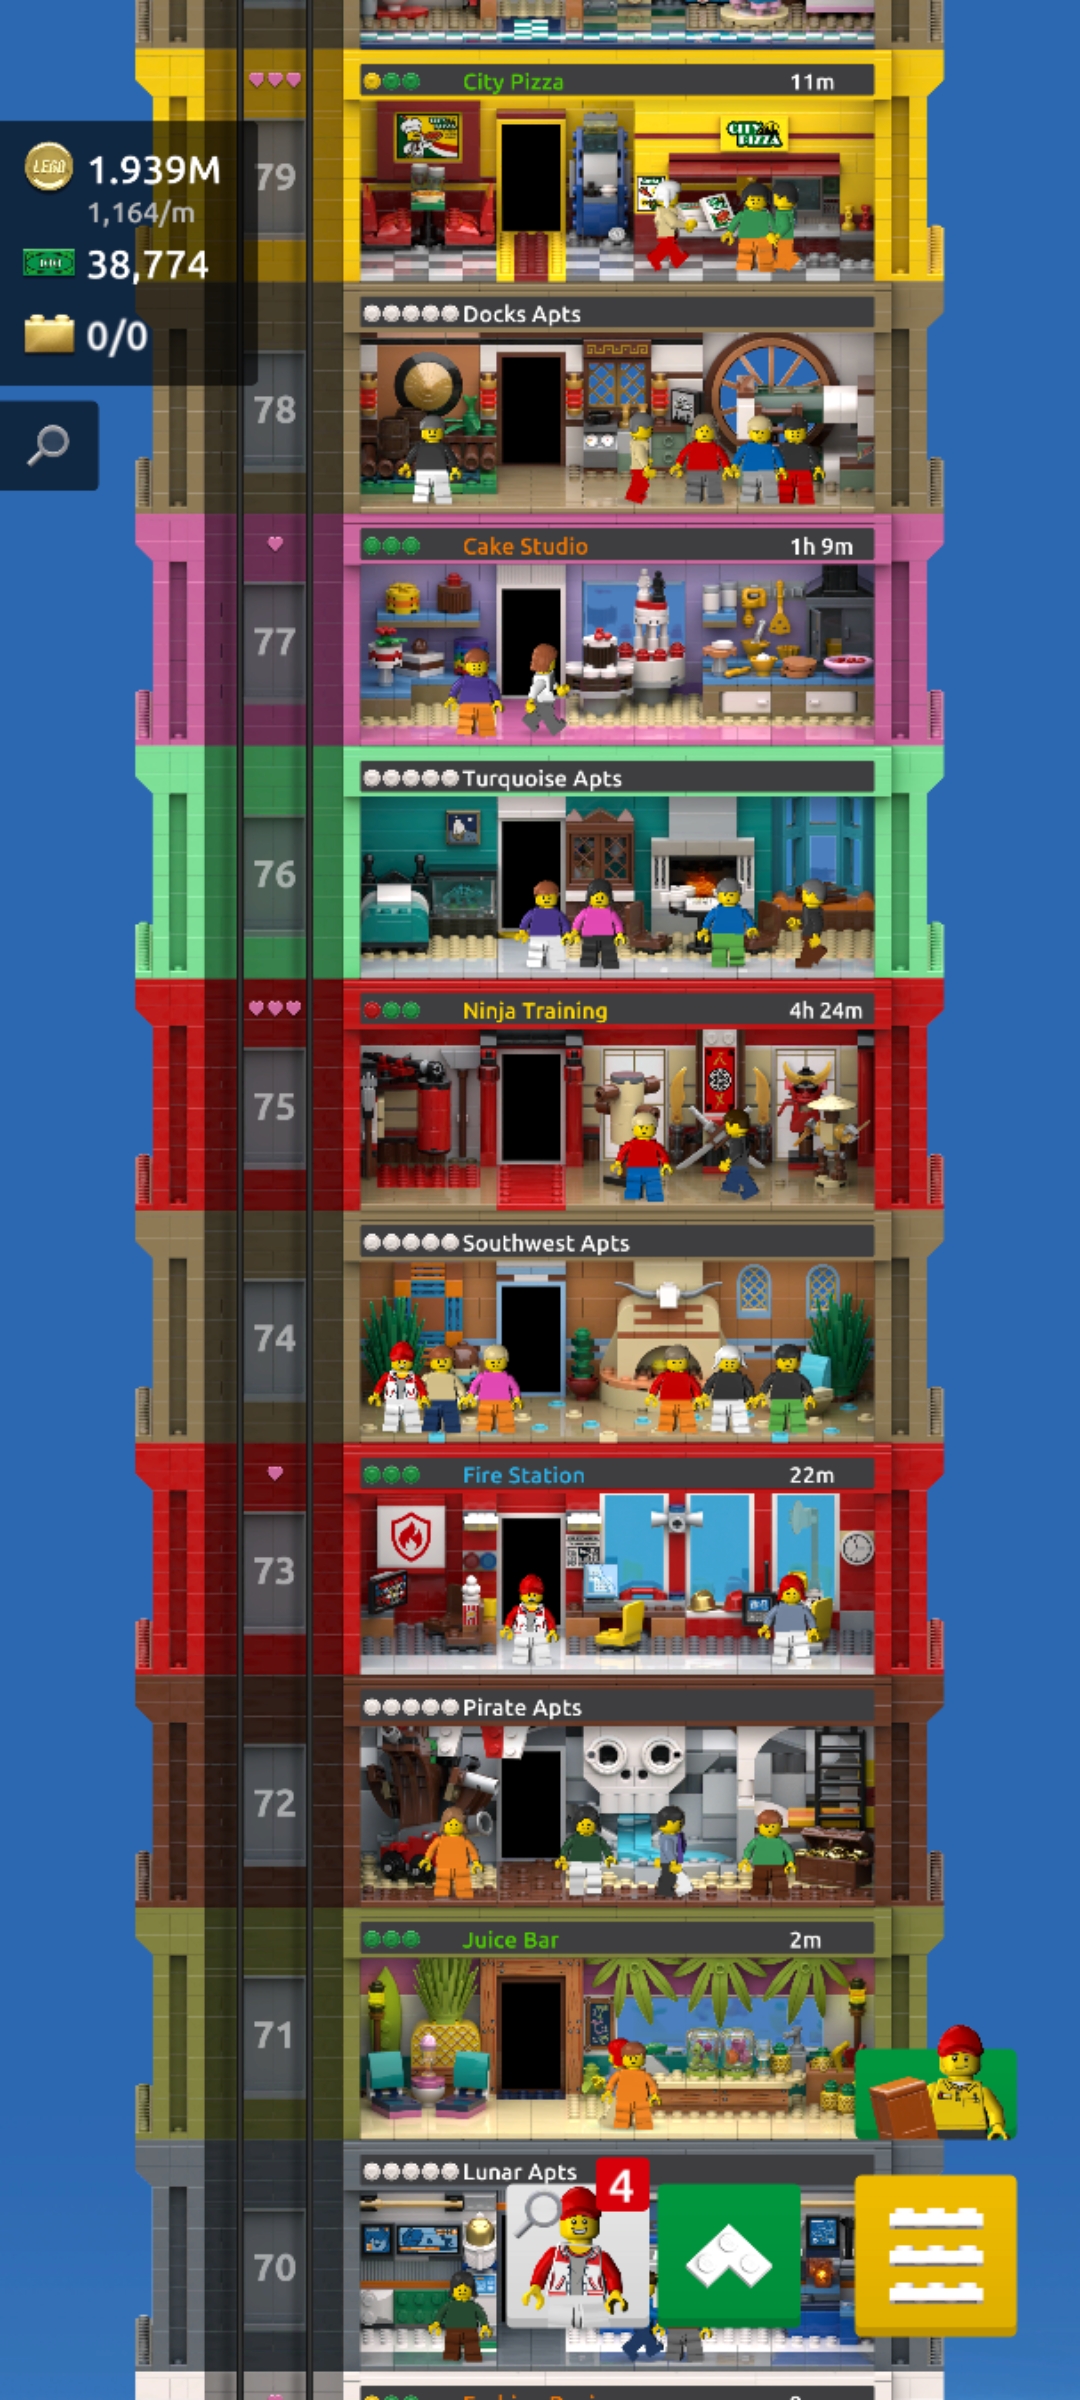 City Pizza 11m
CITY PIZZA
CITY PIZZA
LEGO 1.939M
79
1,164/m
38,774
0/0
Docks Apts
78
Cake Studio 1h 9m
77
Turquoise Apts
76
Ninja Training 4h 24m
75
Southwest Apts
74
Fire Station 22m
73
Pirate Apts
72
Juice Bar 2m
71
Lunar Apts
4
70